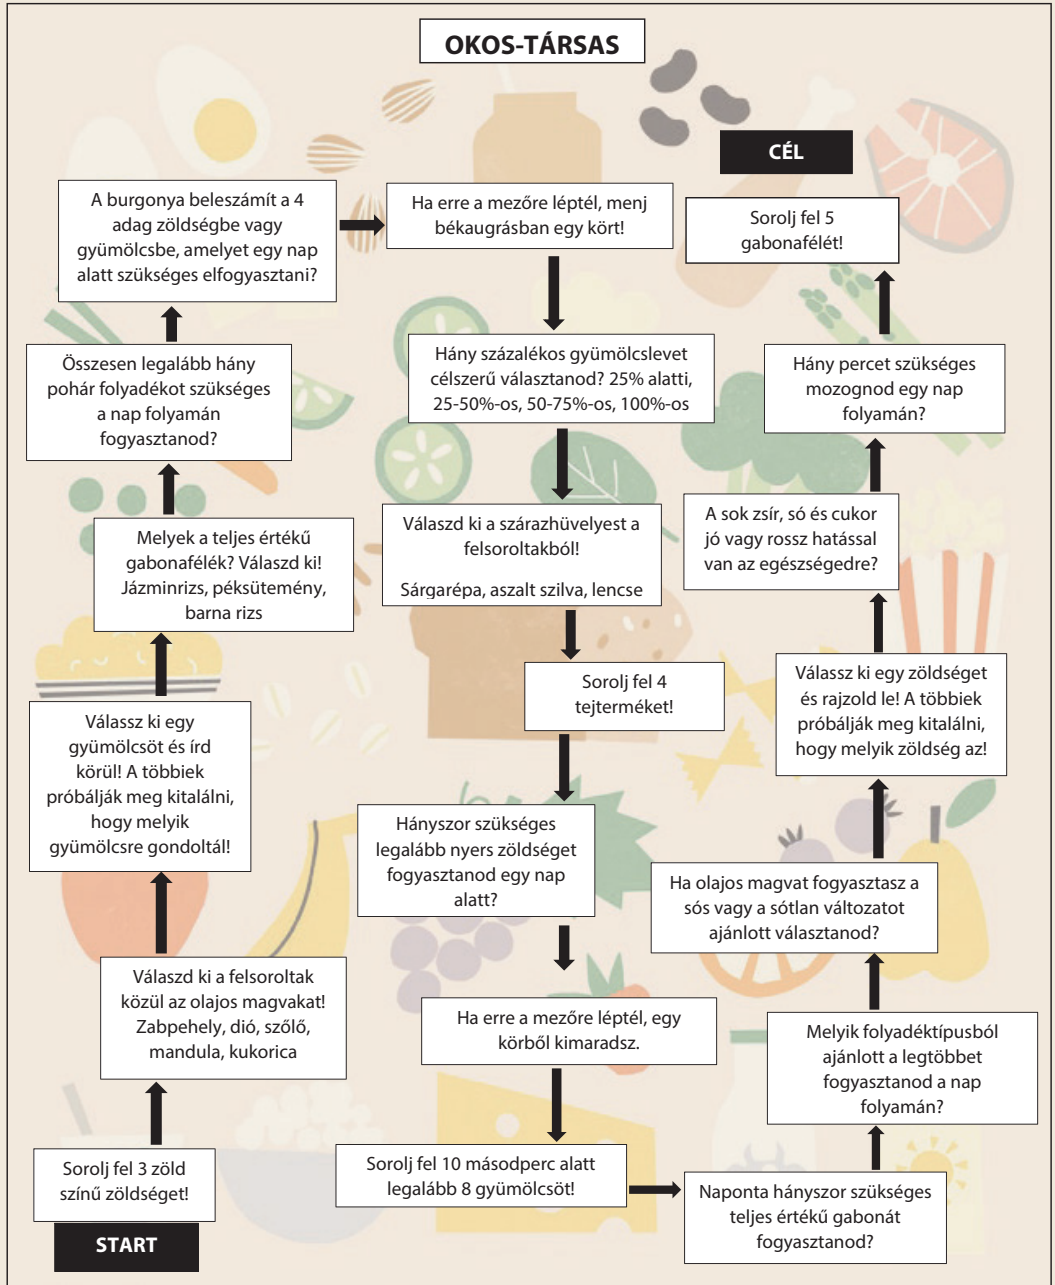 OKOS-TÁRSAS
START
Sorolj fel 3 zöld
színű zöldséget!
Válaszd ki a felsoroltak
közül az olajos magvakat!
Zabpehely, dió, szőlő,
mandula, kukorica
Válassz ki egy
gyümölcsöt és írd
körül! A többiek
próbálják meg kitalálni,
hogy melyik
gyümölcsre gondoltál!
Melyek a teljes értékű
gabonafélék? Válaszd ki!
Jázminrizs, péksütemény,
barna rizs
Összesen legalább hány
pohár folyadékot szükséges
a nap folyamán
fogyasztanod?
A burgonya beleszámít a 4
adag zöldségbe vagy
gyümölcsbe, amelyet egy nap
alatt szükséges elfogyasztani?
Ha erre a mezőre léptél, menj
békaugrásban egy kört!
Hány százalékos gyümölcslevet
célszerű választanod? 25% alatti,
25-50%-os, 50-75%-os, 100%-os
Válaszd ki a szárazhüvelyest a
felsoroltakból!
Sárgarépa, aszalt szilva, lencse
Sorolj fel 4
tejterméket!
Hányszor szükséges
legalább nyers zöldséget
fogyasztanod egy nap
alatt?
Ha erre a mezőre léptél, egy
körből kimaradsz.
Sorolj fel 10 másodperc alatt
legalább 8 gyümölcsöt!
Naponta hányszor szükséges
teljes értékű gabonát
fogyasztanod?
Melyik folyadéktípusból
ajánlott a legtöbbet
fogyasztanod a nap
folyamán?
Ha olajos magvat fogyasztasz a
sós vagy a sótlan változatot
ajánlott választanod?
Válassz ki egy zöldséget
és rajzold le! A többiek
próbálják meg kitalálni,
hogy melyik zöldség az!
A sok zsír, só és cukor
jó vagy rossz hatással
van az egészségedre?
Hány percet szükséges
mozognod egy nap
folyamán?
Sorolj fel 5
gabonafélét!
CÉL